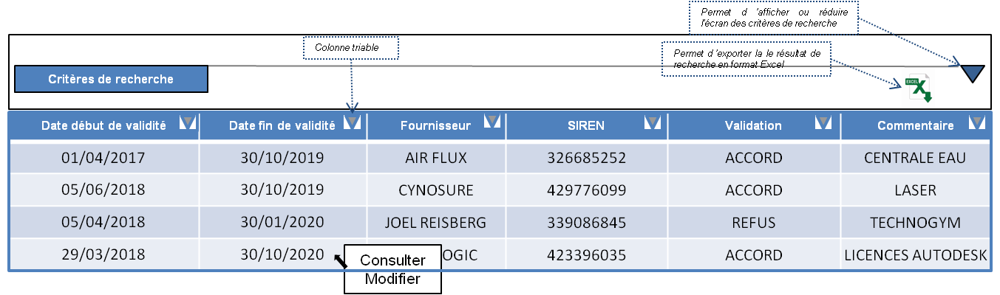 Permet d 'afficher ou réduire
l'écran des critères de recherche
Colonne triable
Permet d 'exporter la le résultat de
recherche en format Excel
Critères de recherche
EXCEL
Date début de validité Date fin de validité Fournisseur SIREN Validation Commentaire
01/04/2017 30/10/2019 AIR FLUX 326685252 ACCORD CENTRALE EAU
05/06/2018 30/10/2019 CYNOSURE 429776099 ACCORD LASER
05/04/2018 30/01/2020 JOEL REISBERG 339086845 REFUS TECHNOGYM
29/03/2018 30/10/2020 OGIC 423396035 ACCORD LICENCES AUTODESK
Consulter
Modifier